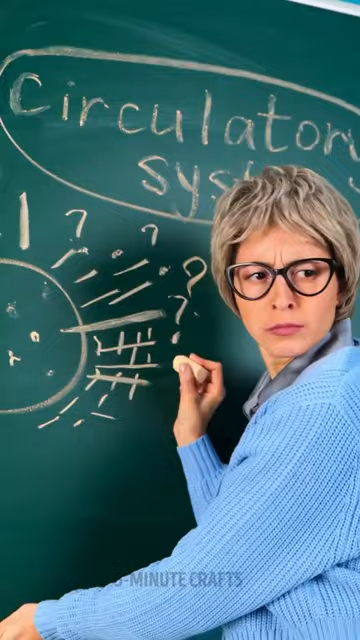 Circulatory
sys
! ? ?
?
?
5-MINUTE CRAFTS